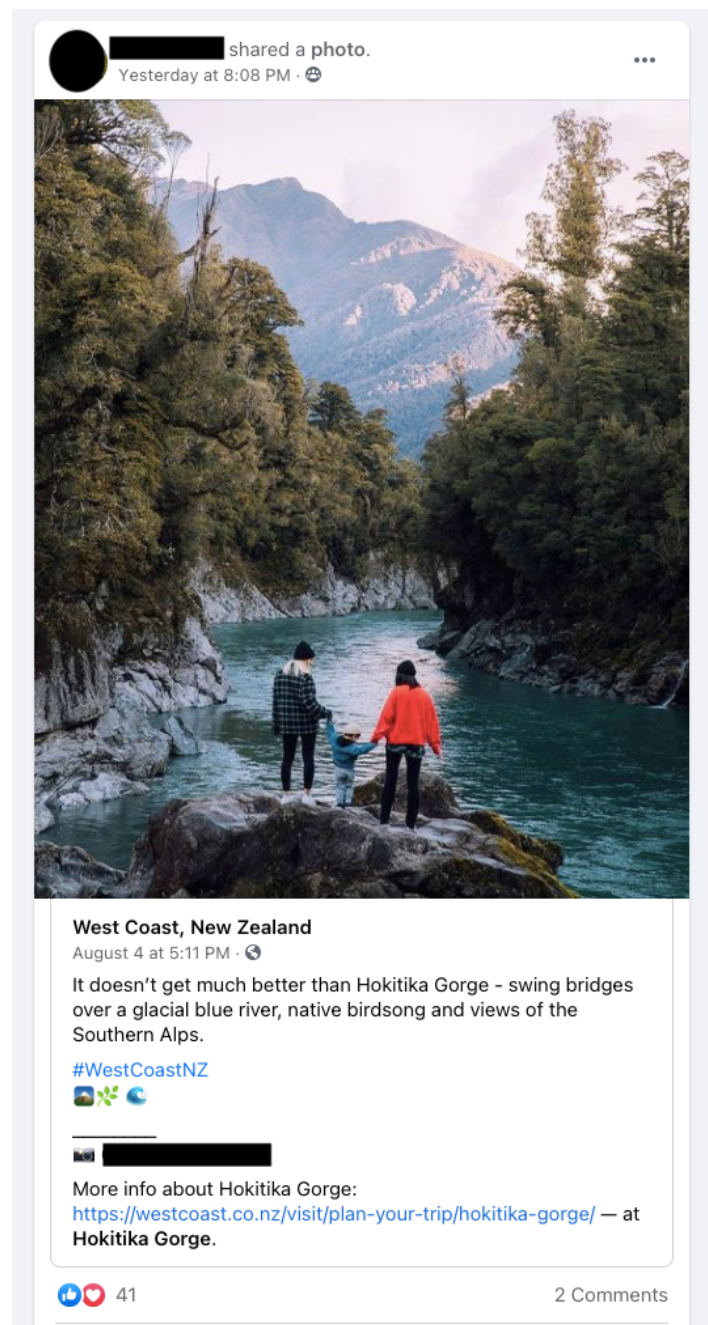 shared a photo.
Yesterday at 8:08 PM ·
West Coast, New Zealand
August 4 at 5:11 PM ·
It doesn’t get much better than Hokitika Gorge - swing bridges
over a glacial blue river, native birdsong and views of the
Southern Alps.
#WestCoastNZ
More info about Hokitika Gorge:
https://westcoast.co.nz/visit/plan-your-trip/hokitika-gorge/ — at
Hokitika Gorge.
41
2 Comments